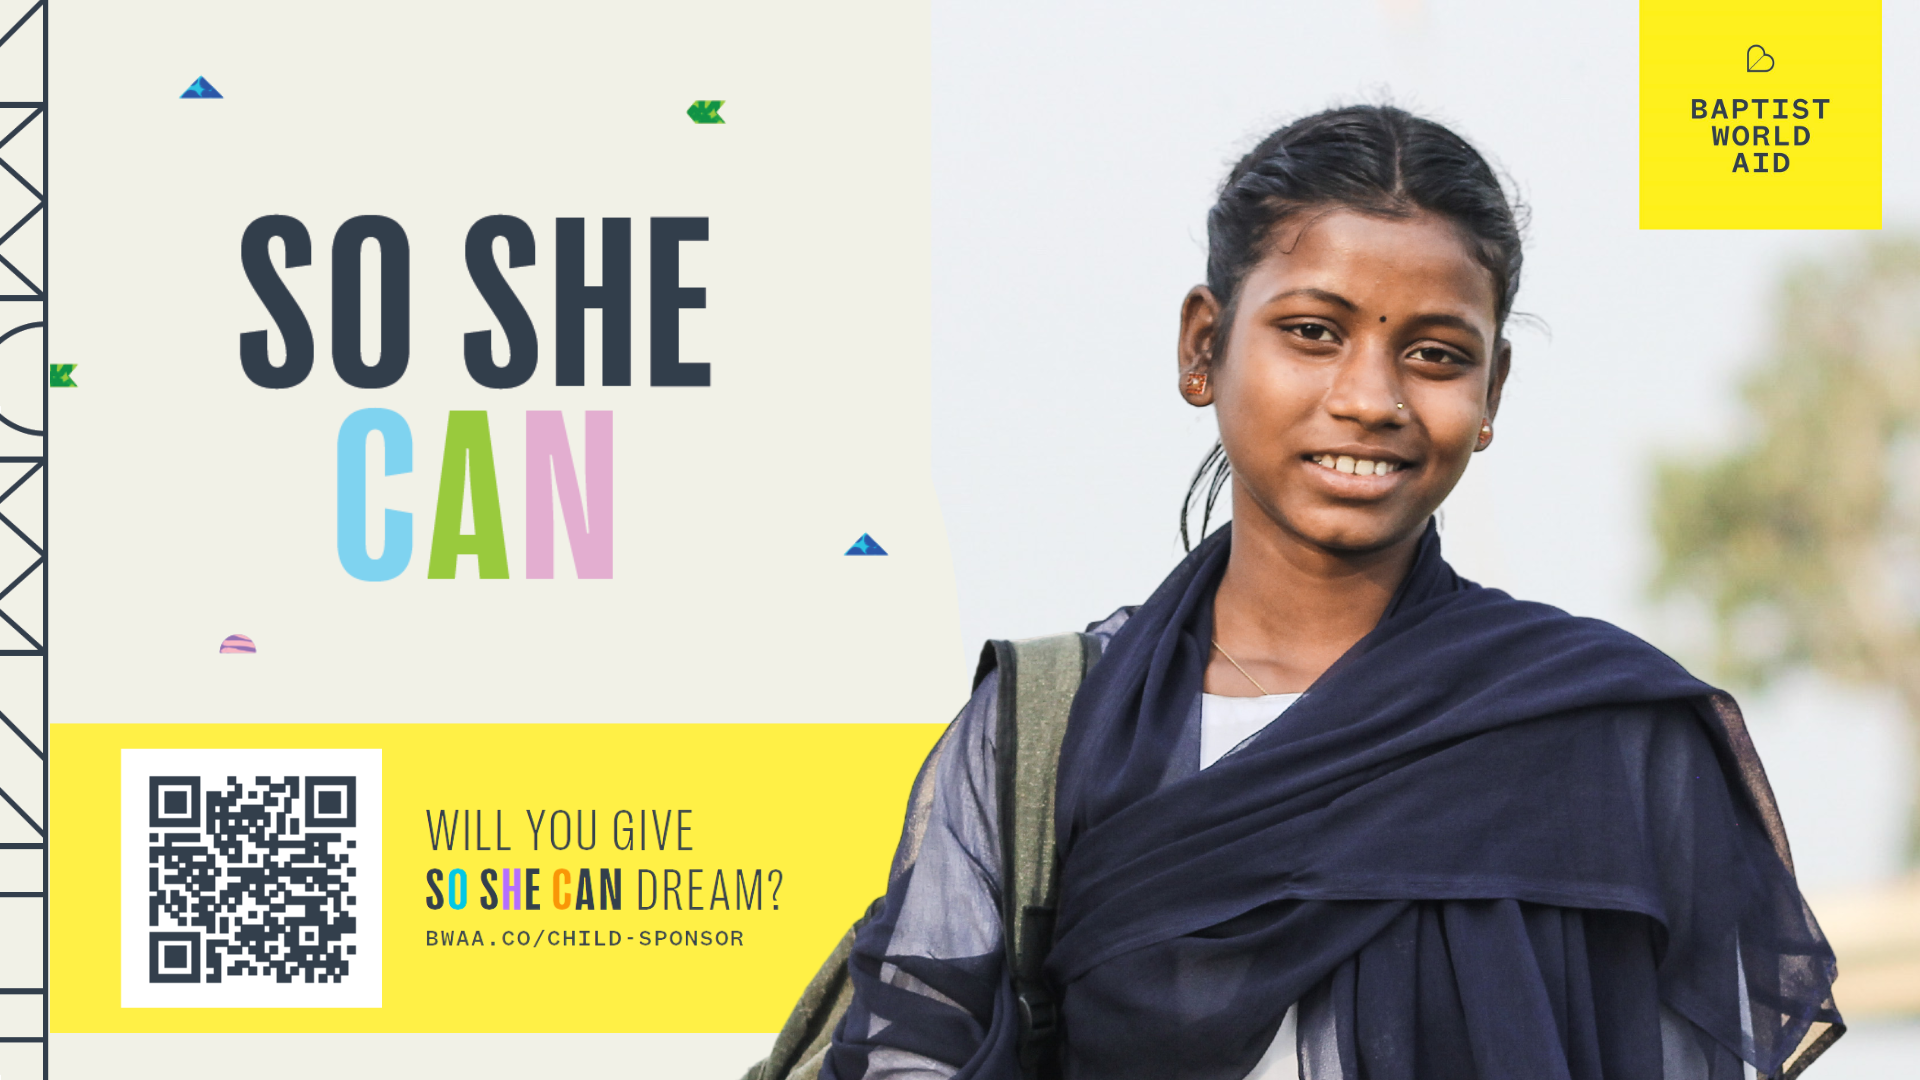 SO SHE
CAN
WILL YOU GIVE
SO SHE CAN DREAM?
BWAA.CO/CHILD-SPONSOR
BAPTIST
WORLD
AID